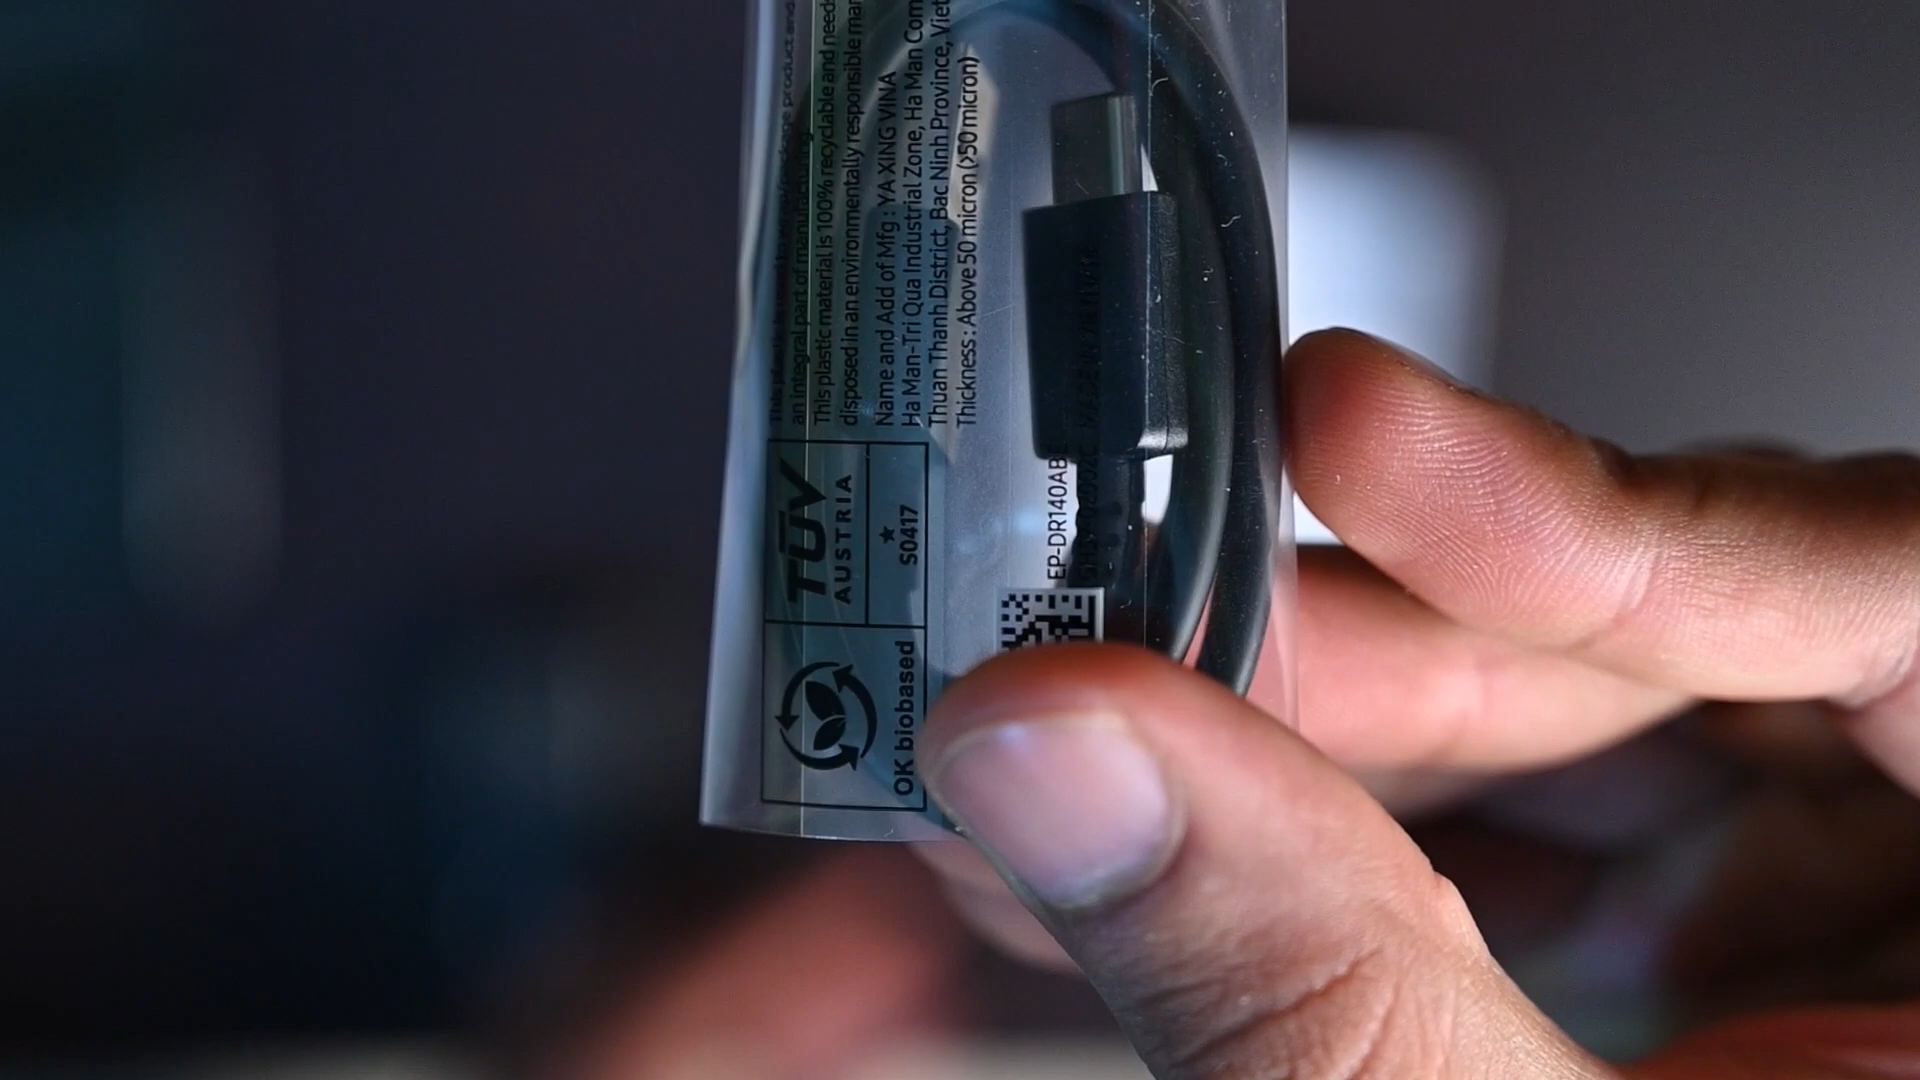 an integral part of manufacturing
This plastic material is 100% recyclable and need
disposed in an environmentally responsible man
Name and Add of Mfg : YA XING VINA
Ha Man-Tri Qua Industrial Zone, Ha Man Com
Thuan Thanh District, Bac Ninh Province, Viet
Thickness : Above 50 micron (>50 micron)
TÜV
AUSTRIA
S0417
OK biobased
EP-DR140AB